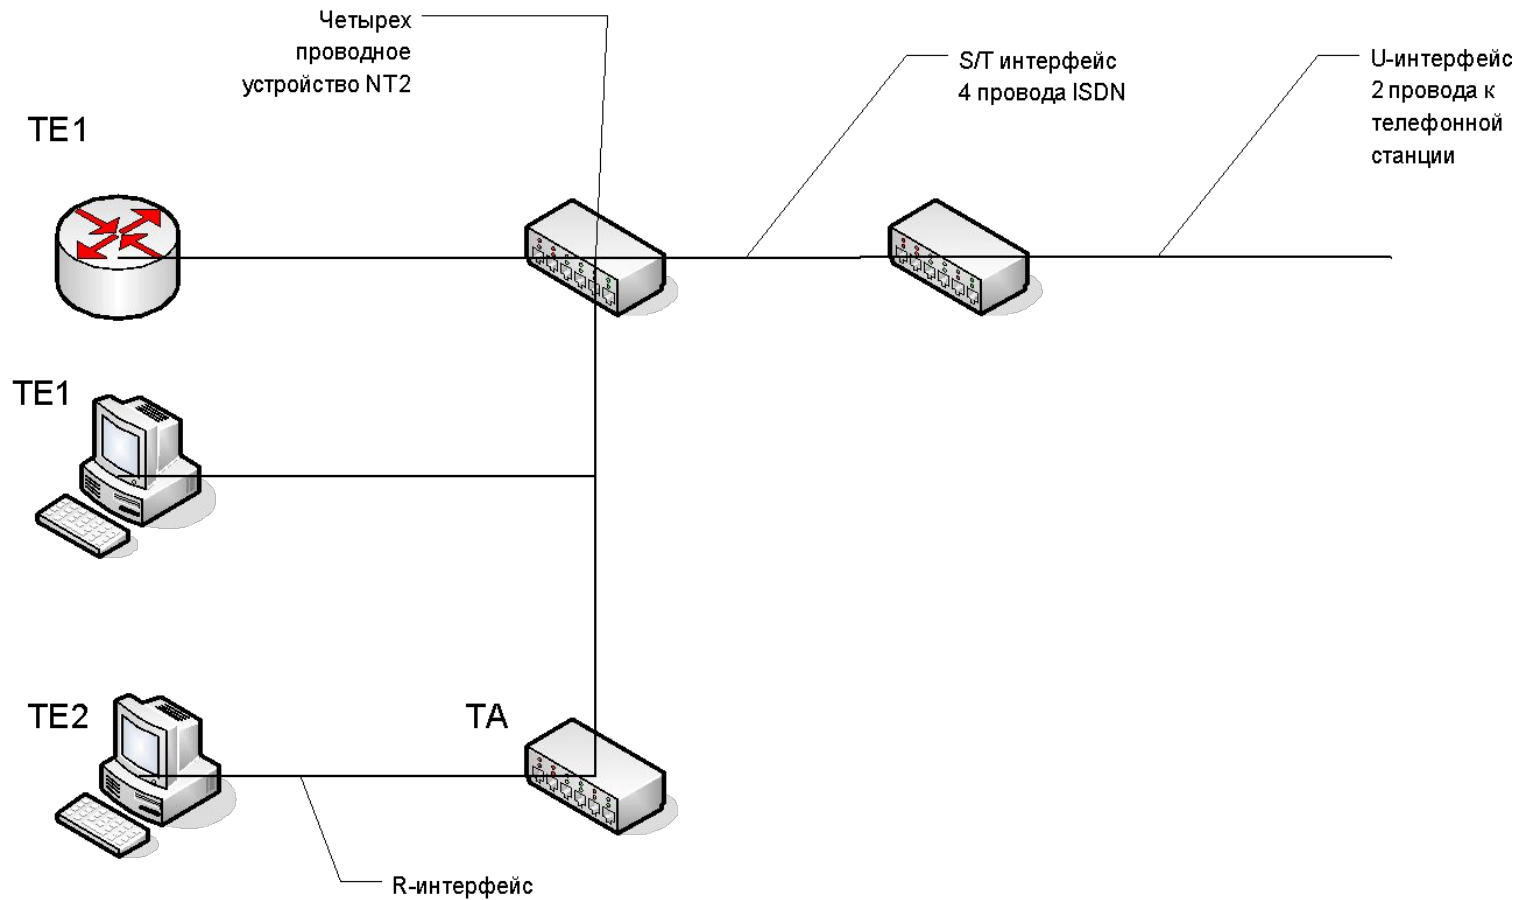 Четырех
проводное
устройство NT2
S/T интерфейс
4 провода ISDN
U-интерфейс
2 провода к
телефонной
станции
TE1
TE1
TE2
TA
R-интерфейс